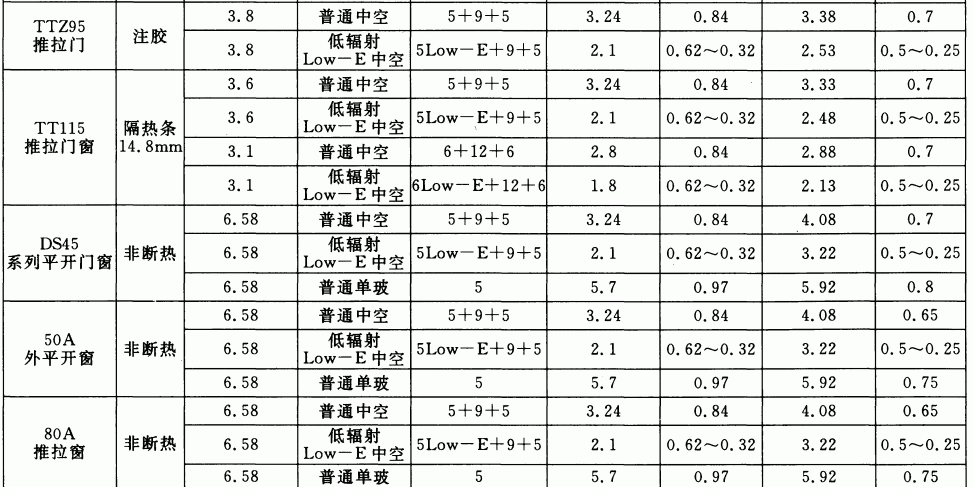 TTZ95
推拉门
注胶
3.8 普通中空 5+9+5 3.24 0.84 3.38 0.7
3.8 低辐射
Low-E中空 5Low-E+9+5 2.1 0.62~0.32 2.53 0.5~0.25
TT115
推拉门窗
隔热条
14.8mm
3.6 普通中空 5+9+5 3.24 0.84 3.33 0.7
3.6 低辐射
Low-E中空 5Low-E+9+5 2.1 0.62~0.32 2.48 0.5~0.25
3.1 普通中空 6+12+6 2.8 0.84 2.88 0.7
3.1 低辐射
Low-E中空 6Low-E+12+6 1.8 0.62~0.32 2.13 0.5~0.25
DS45
系列平开门窗
非断热
6.58 普通中空 5+9+5 3.24 0.84 4.08 0.7
6.58 低辐射
Low-E中空 5Low-E+9+5 2.1 0.62~0.32 3.22 0.5~0.25
6.58 普通单玻 5 5.7 0.97 5.92 0.8
50A
外平开窗
非断热
6.58 普通中空 5+9+5 3.24 0.84 4.08 0.65
6.58 低辐射
Low-E中空 5Low-E+9+5 2.1 0.62~0.32 3.22 0.5~0.25
6.58 普通单玻 5 5.7 0.97 5.92 0.75
80A
推拉窗
非断热
6.58 普通中空 5+9+5 3.24 0.84 4.08 0.65
6.58 低辐射
Low-E中空 5Low-E+9+5 2.1 0.62~0.32 3.22 0.5~0.25
6.58 普通单玻 5 5.7 0.97 5.92 0.75